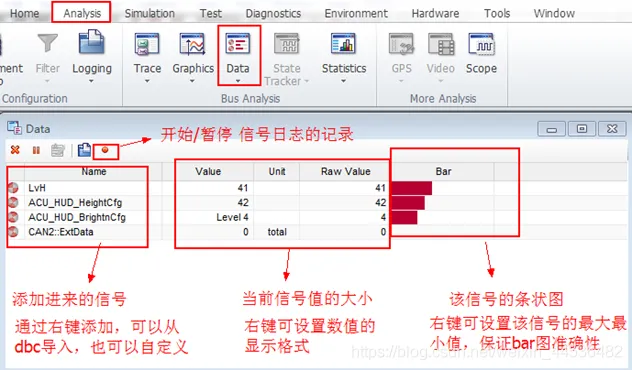 Home Analysis Simulation Test Diagnostics Environment Hardware Tools Window
Filter Logging Trace Graphics Data State Tracker Statistics GPS Video Scope
Configuration Bus Analysis More Analysis
Data
开始/暂停 信号日志的记录
Name Value Unit Raw Value Bar
LvH 41 41
ACU_HUD_HeightCfg 42 42
ACU_HUD_BrightnCfg Level 4 4
CAN2::ExtData 0 total 0
添加进来的信号
通过右键添加，可以从
dbc导入，也可以自定义
当前信号值的大小
右键可设置数值的
显示格式
该信号的条状图
右键可设置该信号的最大最
小值，保证bar图准确性